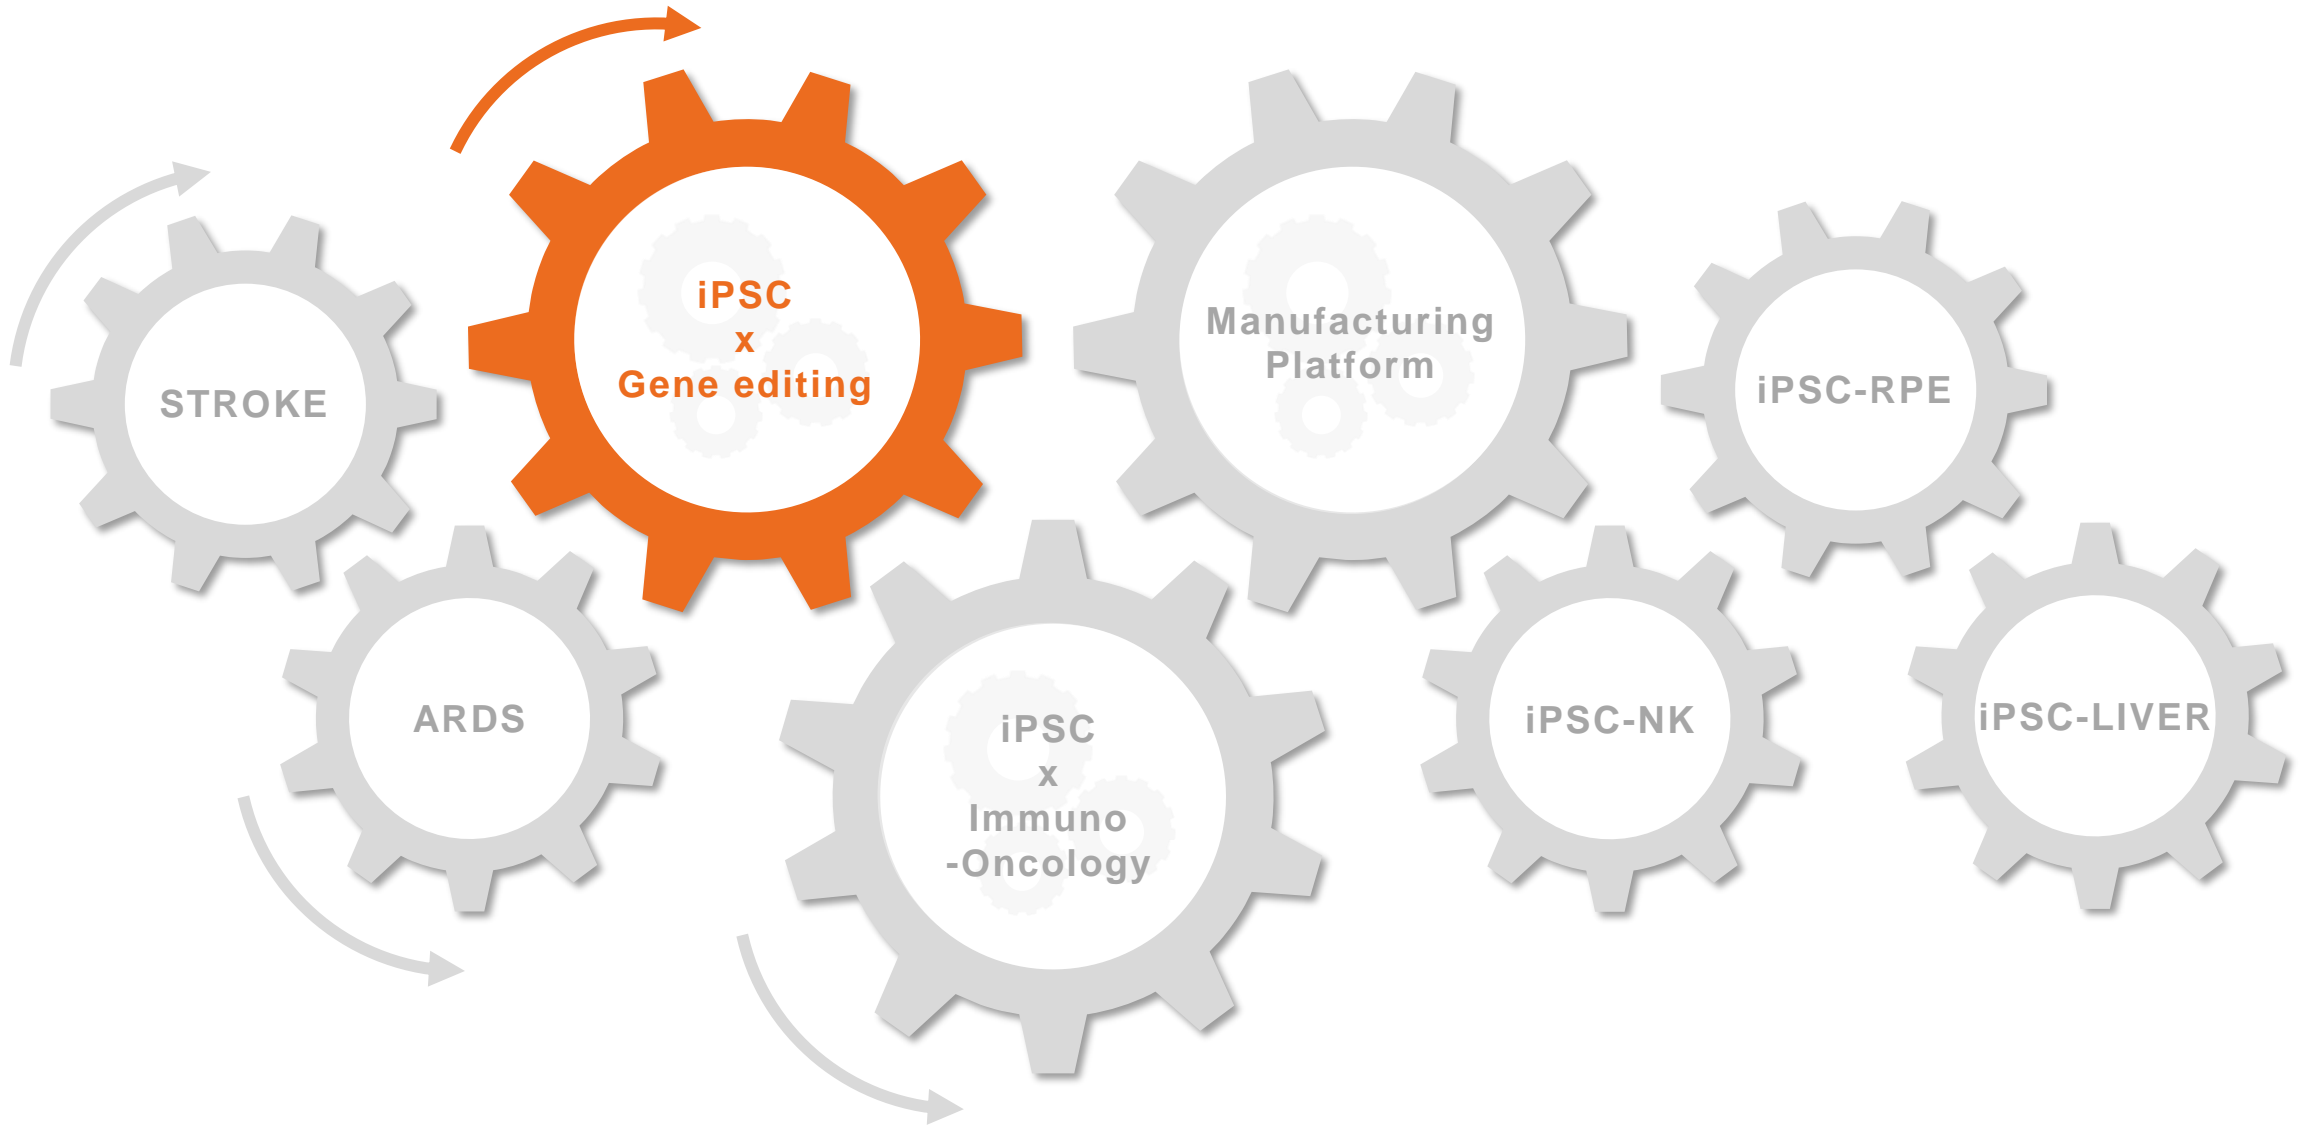 STROKE
iPSC
x
Gene editing
Manufacturing
Platform
iPSC-RPE
ARDS
iPSC
x
Immuno
-Oncology
iPSC-NK
iPSC-LIVER